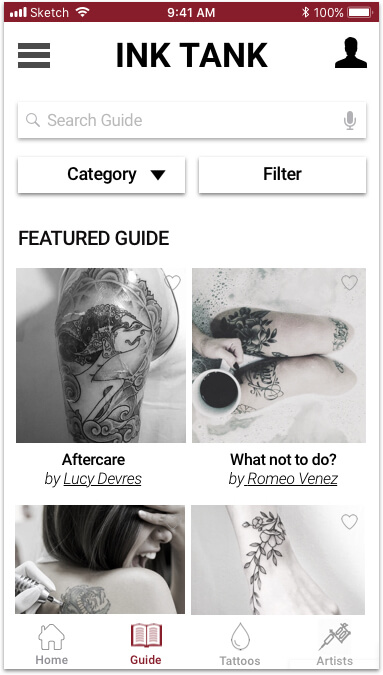 Sketch 9:41 AM 100%
INK TANK
Search Guide
Category Filter
FEATURED GUIDE
Aftercare What not to do?
by Lucy Devres by Romeo Venez
Home Guide Tattoos Artists